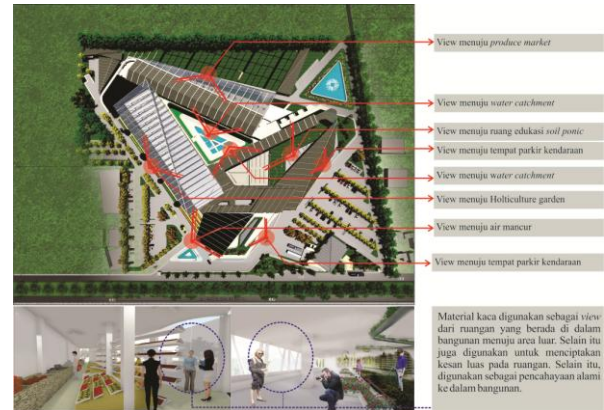 View menuju produce market
View menuju water catchment
View menuju ruang edukasi soil ponic
View menuju tempat parkir kendaraan
View menuju water catchment
View menuju Holticulture garden
View menuju air mancur
View menuju tempat parkir kendaraan
Material kaca digunakan sebagai view
dari ruangan yang berada di dalam
bangunan menuju area luar. Selain itu
juga digunakan untuk menciptakan
kesan luas pada ruangan. Selain itu,
digunakan sebagai pencahayaan alami
ke dalam bangunan.